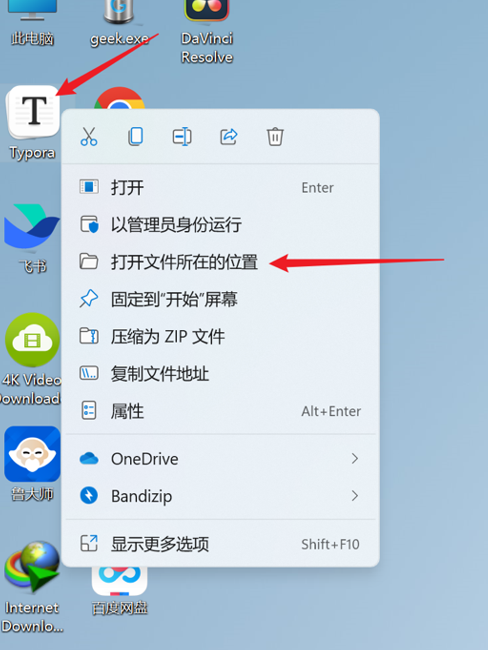 此电脑
geek.exe
DaVinci
Resolve
T
Typora
飞书
4K Video
Download
鲁大师
Internet
Downlo...
百度网盘
打开 Enter
以管理员身份运行
打开文件所在的位置
固定到“开始”屏幕
压缩为 ZIP 文件
复制文件地址
属性 Alt+Enter
OneDrive
Bandizip
显示更多选项 Shift+F10